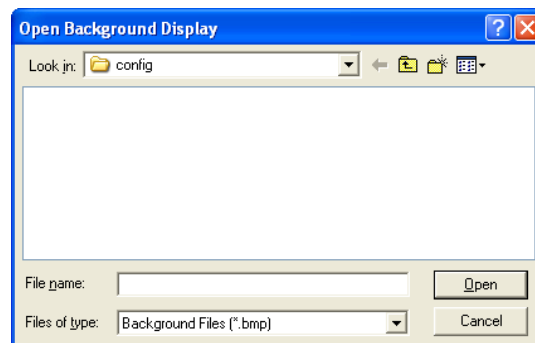 Open Background Display
Look in: config
File name: Open
Files of type: Background Files (*.bmp) Cancel